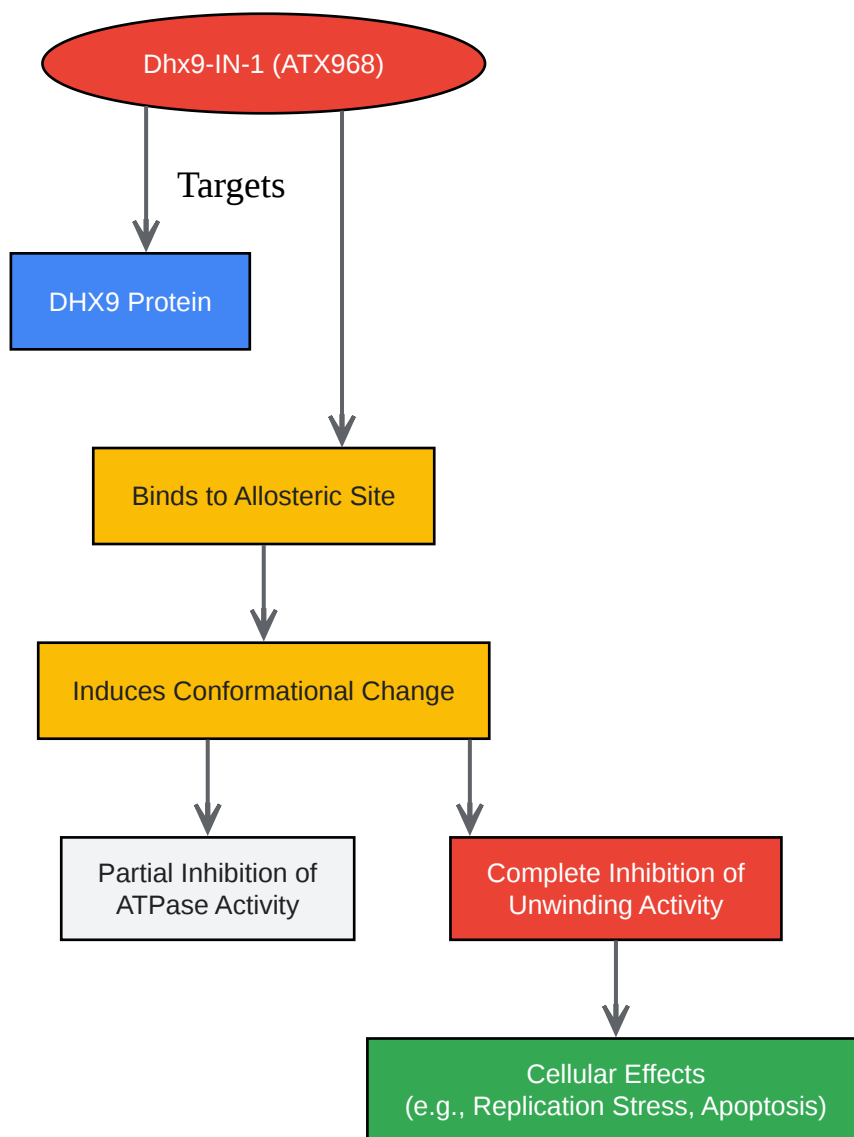 Dhx9-IN-1 (ATX968)
Targets
DHX9 Protein
Binds to Allosteric Site
Induces Conformational Change
Partial Inhibition of
ATPase Activity
Complete Inhibition of
Unwinding Activity
Cellular Effects
(e.g., Replication Stress, Apoptosis)